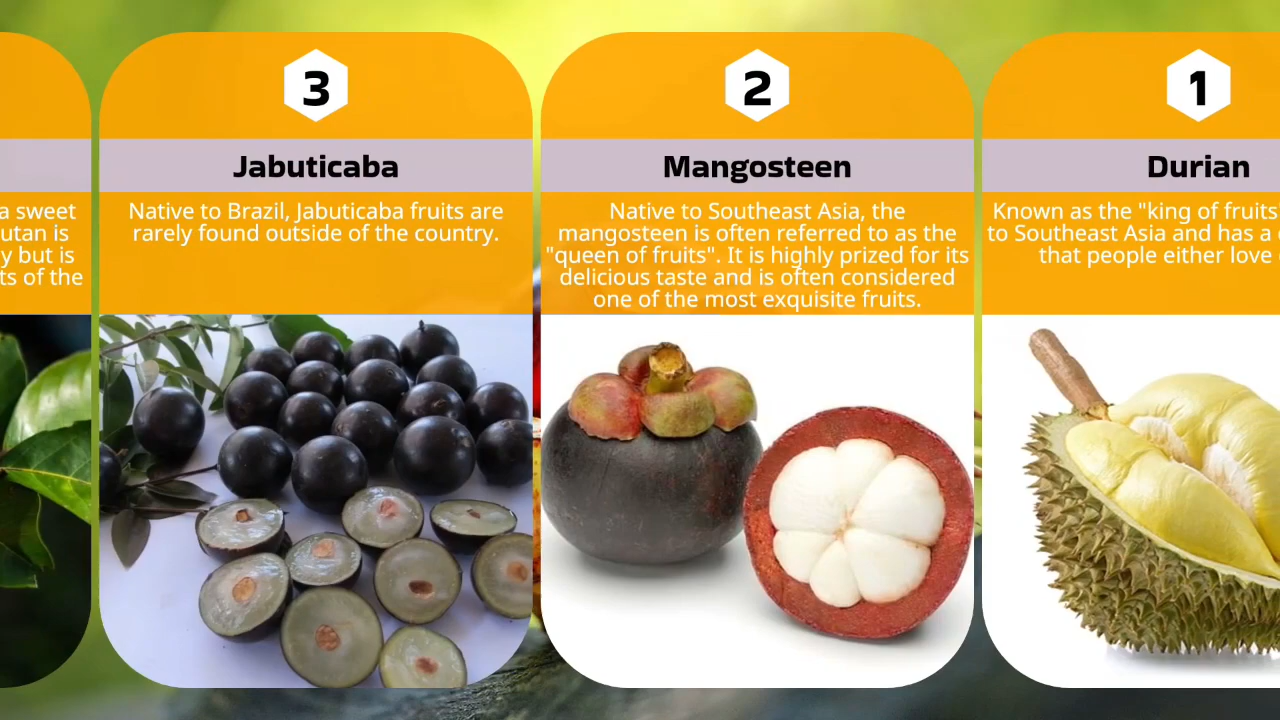 a sweet
utan is
y but is
ts of the
3
Jabuticaba
Native to Brazil, Jabuticaba fruits are
rarely found outside of the country.
2
Mangosteen
Native to Southeast Asia, the
mangosteen is often referred to as the
"queen of fruits". It is highly prized for its
delicious taste and is often considered
one of the most exquisite fruits.
1
Durian
Known as the "king of fruits"
to Southeast Asia and has a
that people either love